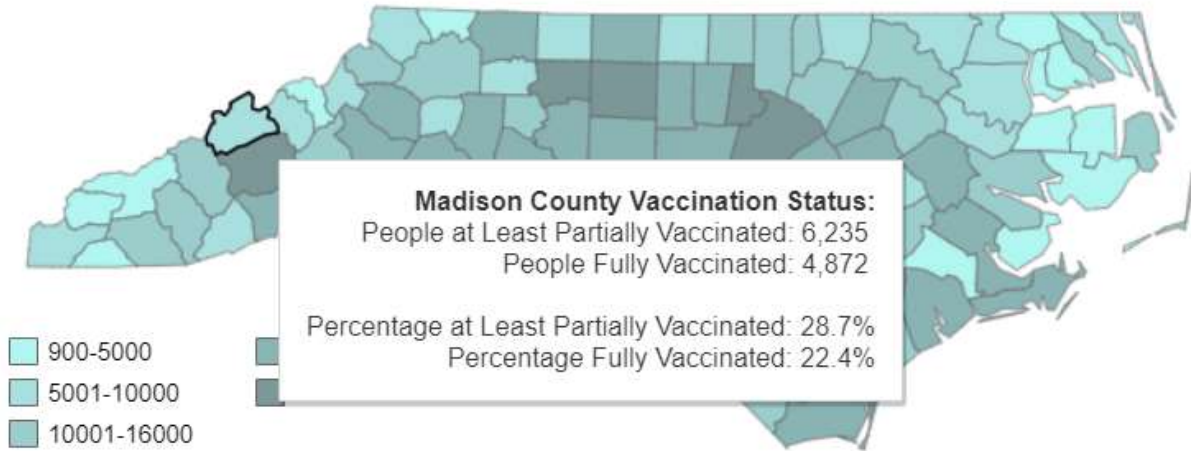 Madison County Vaccination Status:
People at Least Partially Vaccinated: 6,235
People Fully Vaccinated: 4,872
Percentage at Least Partially Vaccinated: 28.7%
Percentage Fully Vaccinated: 22.4%
900-5000
5001-10000
10001-16000